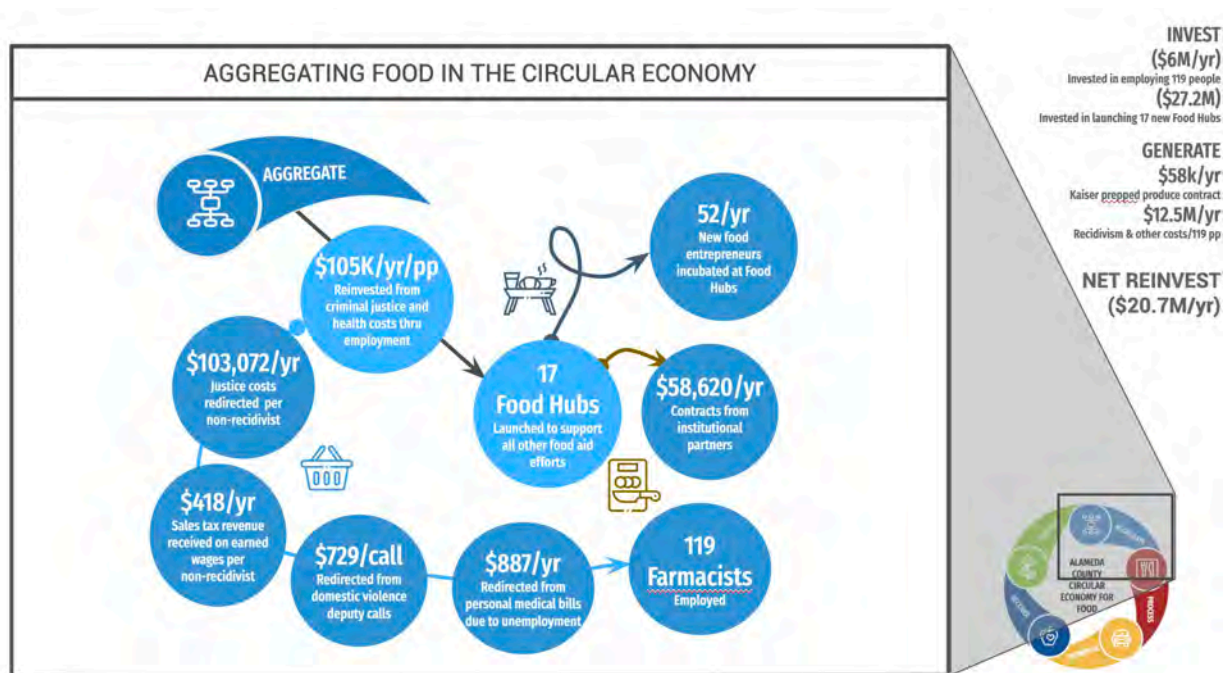 AGGREGATING FOOD IN THE CIRCULAR ECONOMY
AGGREGATE
$105K/yr/pp
Reinvested from
criminal justice and
health costs thru
employment
$103,072/yr
Justice costs
redirected per
non-recidivist
$418/yr
Sales tax revenue
received on earned
wages per
non-recidivist
$729/call
Redirected from
domestic violence
deputy calls
$887/yr
Redirected from
personal medical bills
due to unemployment
119
Farmacists
Employed
17
Food Hubs
Launched to support
all other food aid
efforts
52/yr
New food
entrepreneurs
incubated at Food
Hubs
$58,620/yr
Contracts from
institutional
partners
INVEST
($6M/yr)
Invested in employing 119 people
($27.2M)
Invested in launching 17 new Food Hubs
GENERATE
$58k/yr
Kaiser prepped produce contract
$12.5M/yr
Recidivism & other costs/119 pp
NET REINVEST
($20.7M/yr)
ALAMEDA
COUNTY
CIRCULAR
ECONOMY FOR
FOOD
AGGREGATE
PROCESS